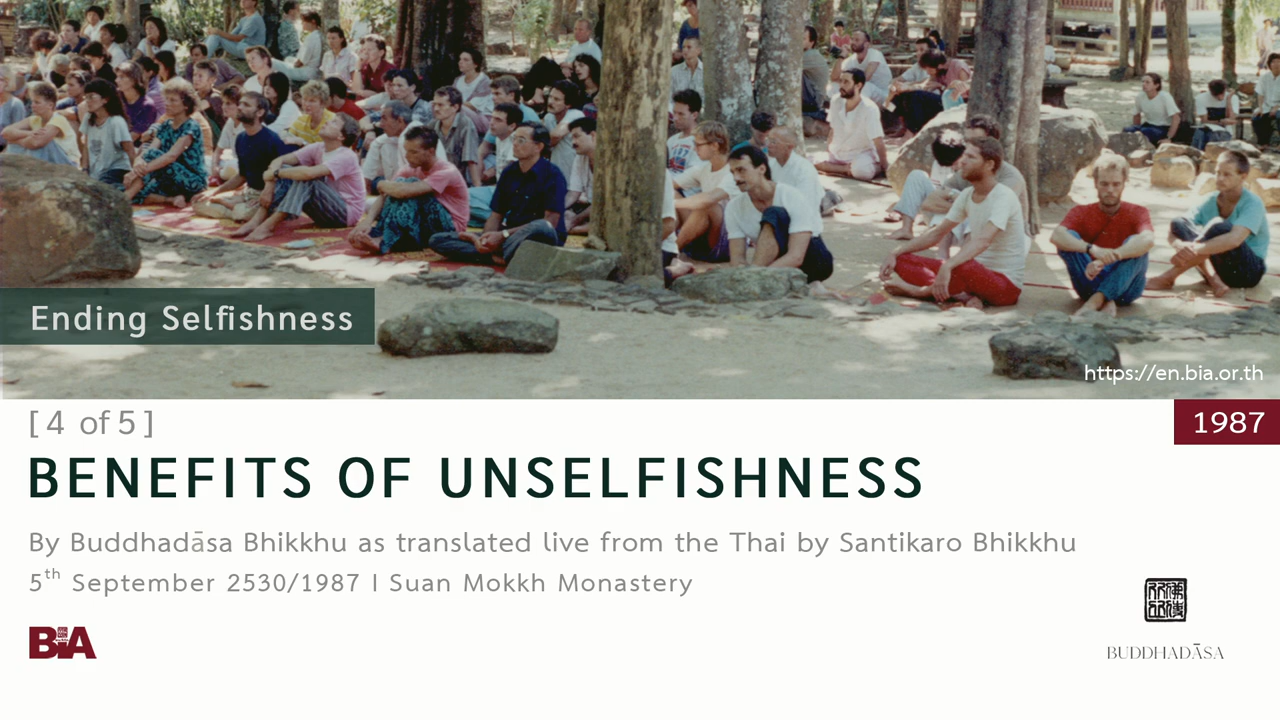 Ending Selfishness
https://en.bia.or.th
[ 4 of 5 ]
1987
BENEFITS OF UNSELFISHNESS
By Buddhadāsa Bhikkhu as translated live from the Thai by Santikaro Bhikkhu
5th September 2530/1987 I Suan Mokkh Monastery
BIA
BUDDHADĀSA